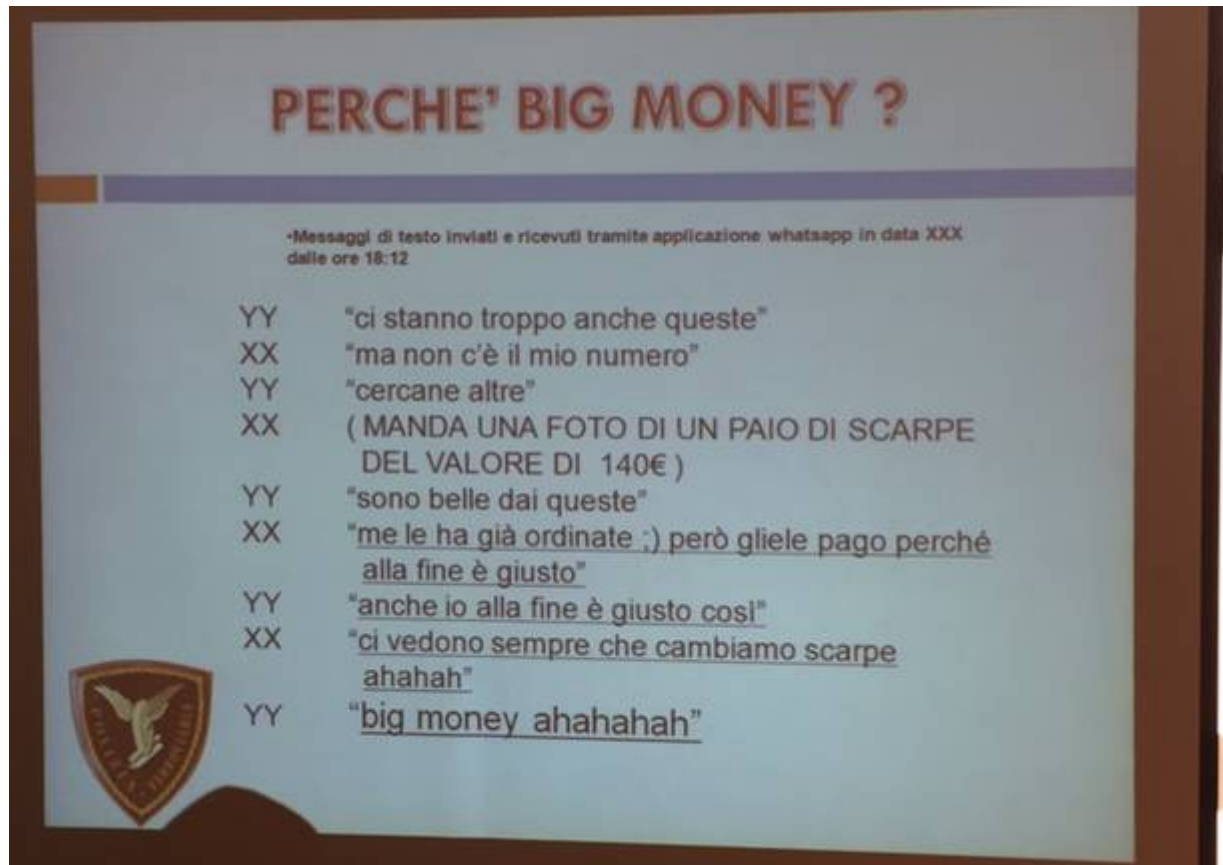 PERCHE' BIG MONEY ?
•Messaggi di testo inviati e ricevuti tramite applicazione whatsapp in data XXX
dalle ore 18:12
YY "ci stanno troppo anche queste"
XX "ma non c'è il mio numero"
YY "cercane altre"
XX ( MANDA UNA FOTO DI UN PAIO DI SCARPE
DEL VALORE DI 140€ )
YY "sono belle dai queste"
XX "me le ha già ordinate ;) però gliele pago perché
alla fine è giusto"
YY "anche io alla fine è giusto così"
XX "ci vedono sempre che cambiamo scarpe
ahahah"
YY "big money ahahahah"